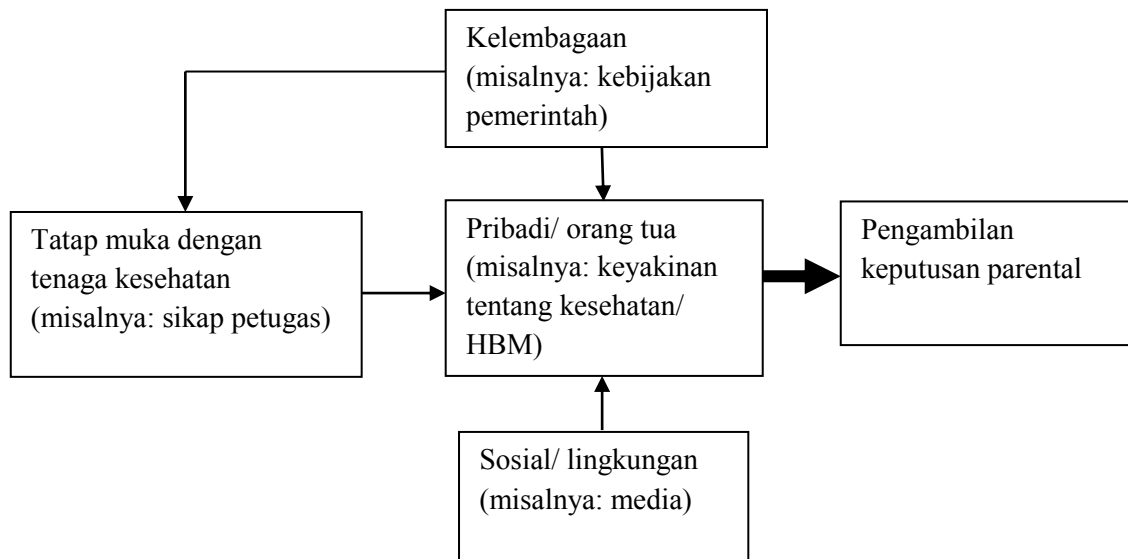 Kelembagaan
(misalnya: kebijakan
pemerintah)
Tatap muka dengan
tenaga kesehatan
(misalnya: sikap petugas)
Pribadi/ orang tua
(misalnya: keyakinan
tentang kesehatan/
HBM)
Pengambilan
keputusan parental
Sosial/ lingkungan
(misalnya: media)